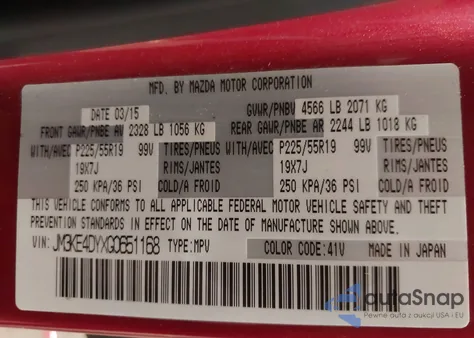 MFD. BY MAZDA MOTOR CORPORATION
DATE 03/15 GVWR/PNBV 4566 LB 2071 KG
FRONT GAWR/PNBE AV 2328 LB 1056 KG REAR GAWR/PNBE AR 2244 LB 1018 KG
WITH/AVEC P225/55R19 99V TIRES/PNEUS WITH/AVEC P225/55R19 99V TIRES/PNEUS
19X7J RIMS/JANTES 19X7J RIMS/JANTES
250 KPA/36 PSI COLD/A FROID 250 KPA/36 PSI COLD/A FROID
THIS VEHICLE CONFORMS TO ALL APPLICABLE FEDERAL MOTOR VEHICLE SAFETY AND THEFT
PREVENTION STANDARDS IN EFFECT ON THE DATE OF MANUFACTURE SHOWN ABOVE.
VIN: JM3KE4DYXG0651168 TYPE:MPV COLOR CODE:41V MADE IN JAPAN
autoSnap
Pewne auta z aukcji USA i EU